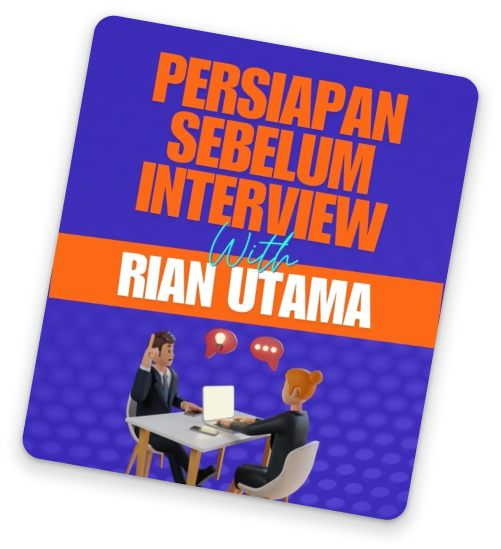 PERSIAPAN
SEBELUM
INTERVIEW
With
RIAN UTAMA